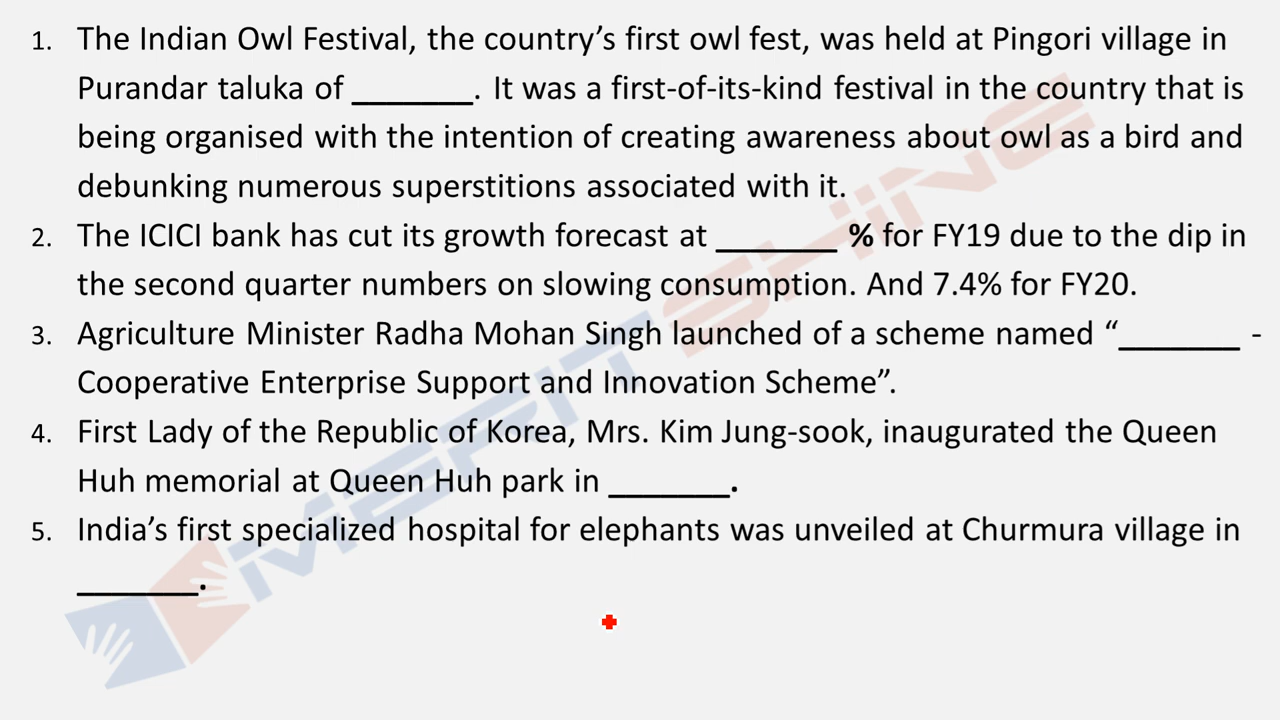 1. The Indian Owl Festival, the country’s first owl fest, was held at Pingori village in
Purandar taluka of _______. It was a first-of-its-kind festival in the country that is
being organised with the intention of creating awareness about owl as a bird and
debunking numerous superstitions associated with it.
2. The ICICI bank has cut its growth forecast at _______ % for FY19 due to the dip in
the second quarter numbers on slowing consumption. And 7.4% for FY20.
3. Agriculture Minister Radha Mohan Singh launched of a scheme named “_______ -
Cooperative Enterprise Support and Innovation Scheme”.
4. First Lady of the Republic of Korea, Mrs. Kim Jung-sook, inaugurated the Queen
Huh memorial at Queen Huh park in _______.
5. India’s first specialized hospital for elephants was unveiled at Churmura village in
_______.
MERIT SHINE